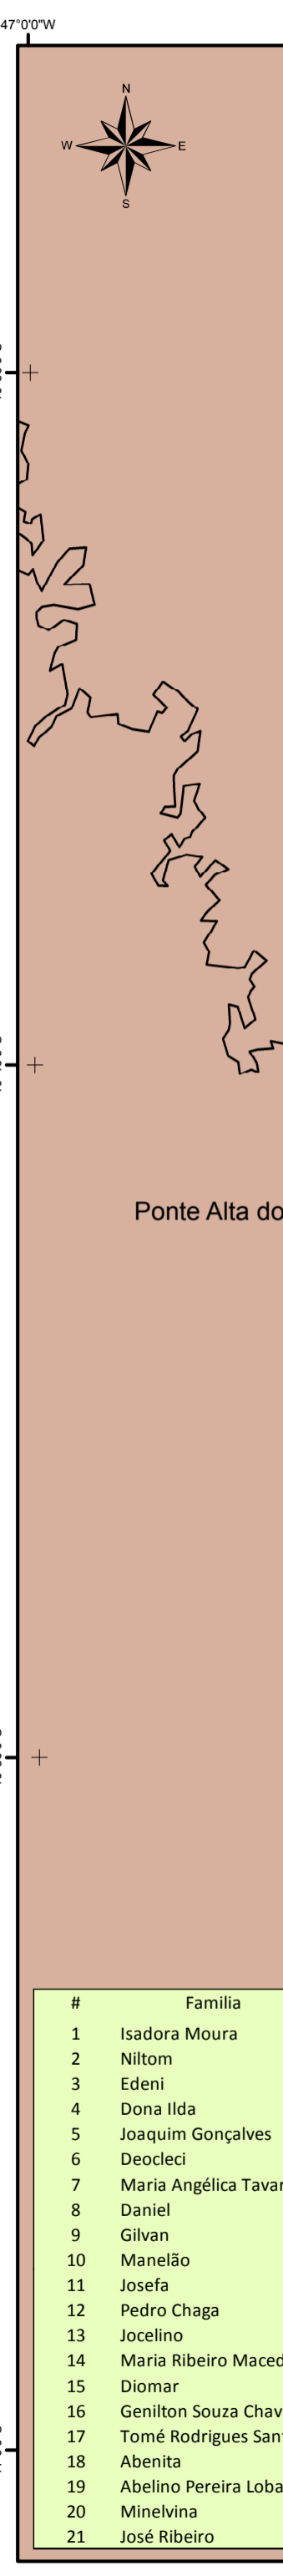 47°0'0"W
N
W E
S
Ponte Alta do
# Familia
1 Isadora Moura
2 Niltom
3 Edeni
4 Dona Ilda
5 Joaquim Gonçalves
6 Deocleci
7 Maria Angélica Tavar
8 Daniel
9 Gilvan
10 Manelão
11 Josefa
12 Pedro Chaga
13 Jocelino
14 Maria Ribeiro Maced
15 Diomar
16 Genilton Souza Chav
17 Tomé Rodrigues Sant
18 Abenita
19 Abelino Pereira Loba
20 Minelvina
21 José Ribeiro